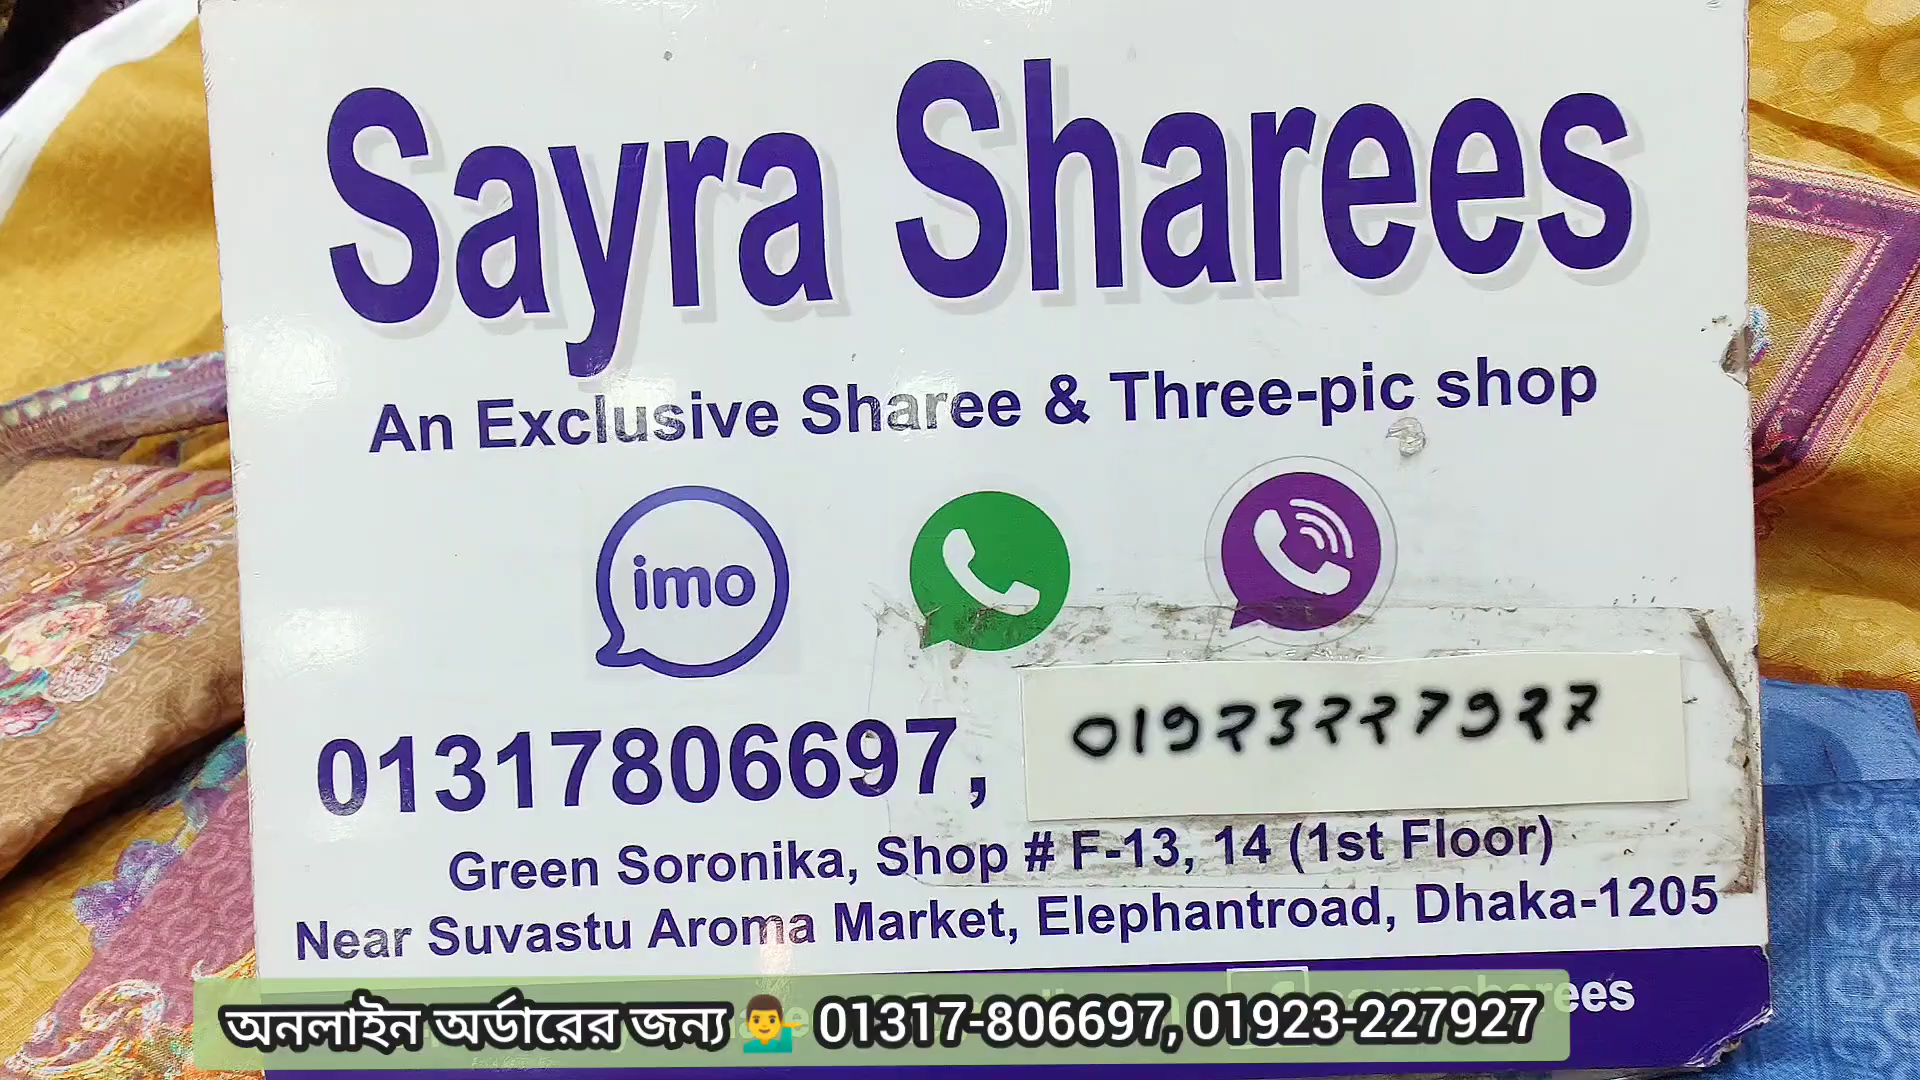 Sayra Sharees
An Exclusive Sharee & Three-pic shop
imo
01317806697, 01923227927
Green Soronika, Shop # F-13, 14 (1st Floor)
Near Suvastu Aroma Market, Elephantroad, Dhaka-1205
অনলাইন অর্ডারের জন্য 💁‍♂️ 01317-806697, 01923-227927